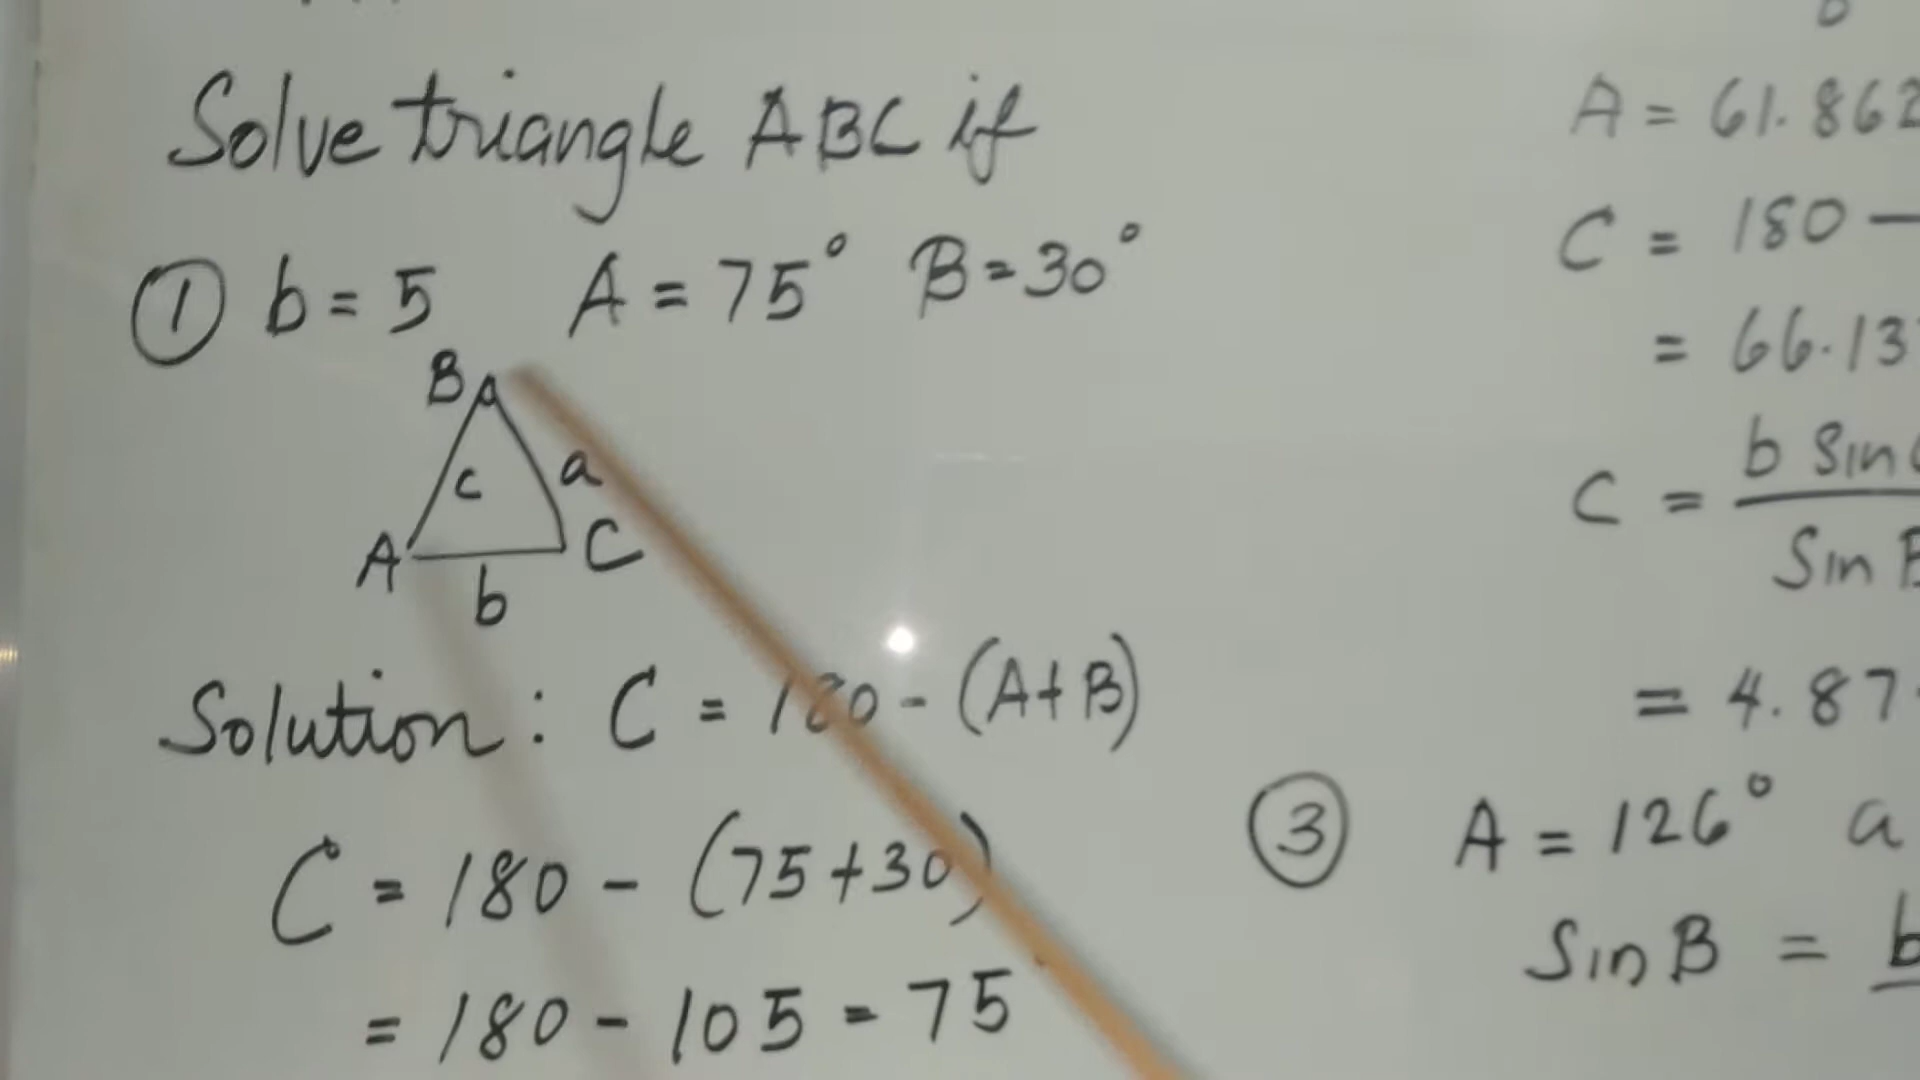 Solve triangle ABC if
① b = 5 A = 75° B = 30°
B
c a
A C
b
Solution : C = 180 - (A+B)
C = 180 - (75+30)
= 180 - 105 = 75
A = 61.862
C = 180 -
= 66.13
C = b Sin
Sin B
= 4.87
③ A = 126° a
Sin B = b